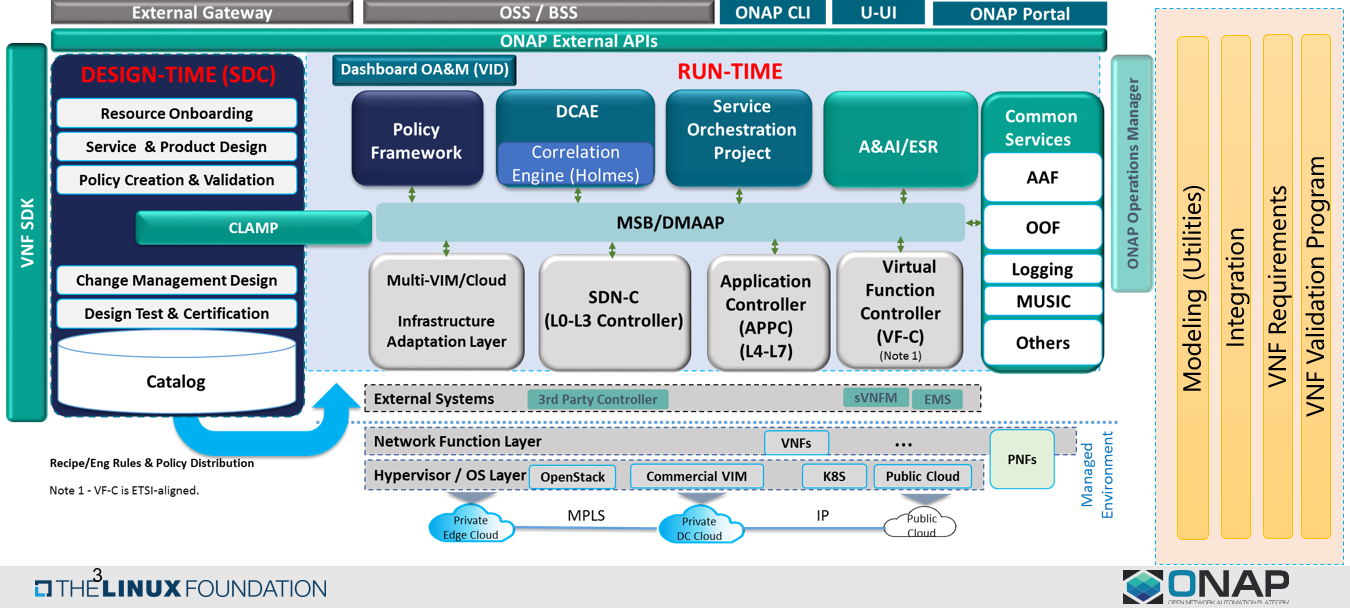 External Gateway
OSS / BSS
ONAP CLI
U-UI
ONAP Portal
ONAP External APIs
VNF SDK
DESIGN-TIME (SDC)
Resource Onboarding
Service & Product Design
Policy Creation & Validation
CLAMP
Change Management Design
Design Test & Certification
Catalog
Recipe/Eng Rules & Policy Distribution
Note 1 - VF-C is ETSI-aligned.
Dashboard OA&M (VID)
RUN-TIME
Policy
Framework
DCAE
Correlation
Engine (Holmes)
Service
Orchestration
Project
A&AI/ESR
MSB/DMAAP
Multi-VIM/Cloud
Infrastructure
Adaptation Layer
SDN-C
(L0-L3 Controller)
Application
Controller
(APPC)
(L4-L7)
Virtual
Function
Controller
(VF-C)
(Note 1)
Common
Services
AAF
OOF
Logging
MUSIC
Others
ONAP Operations Manager
External Systems
3rd Party Controller
sVNFM
EMS
Network Function Layer
VNFs
...
Hypervisor / OS Layer
OpenStack
Commercial VIM
K8S
Public Cloud
PNFs
Managed
Environment
Private
Edge Cloud
MPLS
Private
DC Cloud
IP
Public
Cloud
Modeling (Utilities)
Integration
VNF Requirements
VNF Validation Program
3
THE LINUX FOUNDATION
ONAP
OPEN NETWORK AUTOMATION PLATFORM